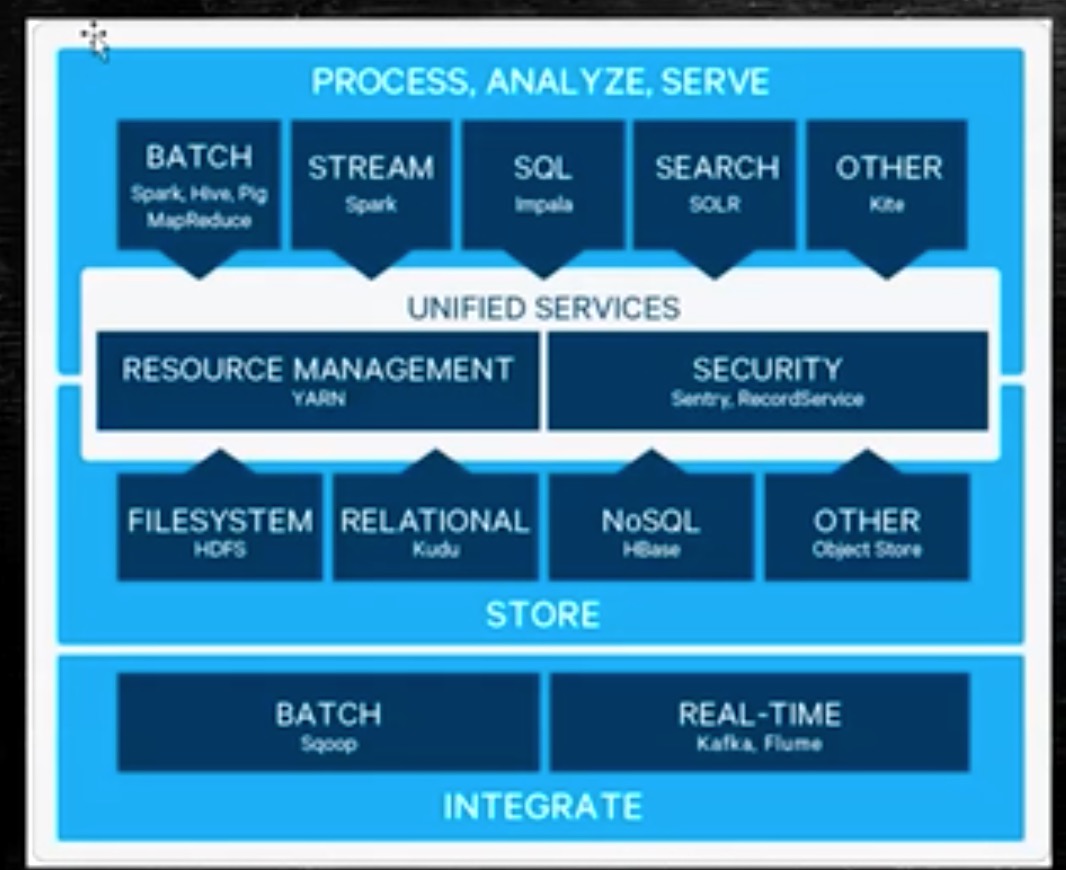 PROCESS, ANALYZE, SERVE
BATCH
Spark, Hive, Pig
MapReduce
STREAM
Spark
SQL
Impala
SEARCH
SOLR
OTHER
Kite
UNIFIED SERVICES
RESOURCE MANAGEMENT
YARN
SECURITY
Sentry, RecordService
FILESYSTEM
HDFS
RELATIONAL
Kudu
NoSQL
HBase
OTHER
Object Store
STORE
BATCH
Sqoop
REAL-TIME
Kafka, Flume
INTEGRATE